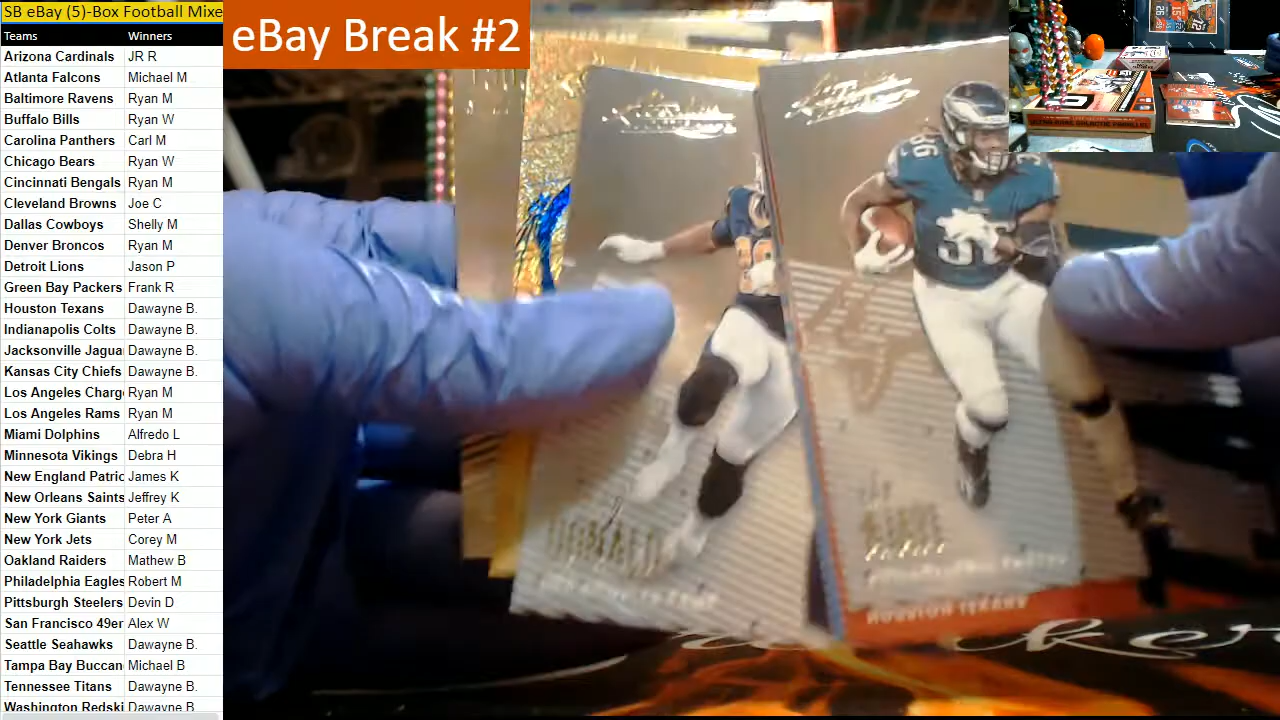 SB eBay (5)-Box Football Mixe
Teams Winners
Arizona Cardinals JR R
Atlanta Falcons Michael M
Baltimore Ravens Ryan M
Buffalo Bills Ryan W
Carolina Panthers Carl M
Chicago Bears Ryan W
Cincinnati Bengals Ryan M
Cleveland Browns Joe C
Dallas Cowboys Shelly M
Denver Broncos Ryan M
Detroit Lions Jason P
Green Bay Packers Frank R
Houston Texans Dawayne B.
Indianapolis Colts Dawayne B.
Jacksonville Jagua Dawayne B.
Kansas City Chiefs Dawayne B.
Los Angeles Charg Ryan M
Los Angeles Rams Ryan M
Miami Dolphins Alfredo L
Minnesota Vikings Debra H
New England Patric James K
New Orleans Saints Jeffrey K
New York Giants Peter A
New York Jets Corey M
Oakland Raiders Mathew B
Philadelphia Eagles Robert M
Pittsburgh Steelers Devin D
San Francisco 49er Alex W
Seattle Seahawks Dawayne B.
Tampa Bay Buccan Michael B
Tennessee Titans Dawayne B.
Washington Redski Dawayne B
eBay Break #2
36
HOUSTON TEXANS